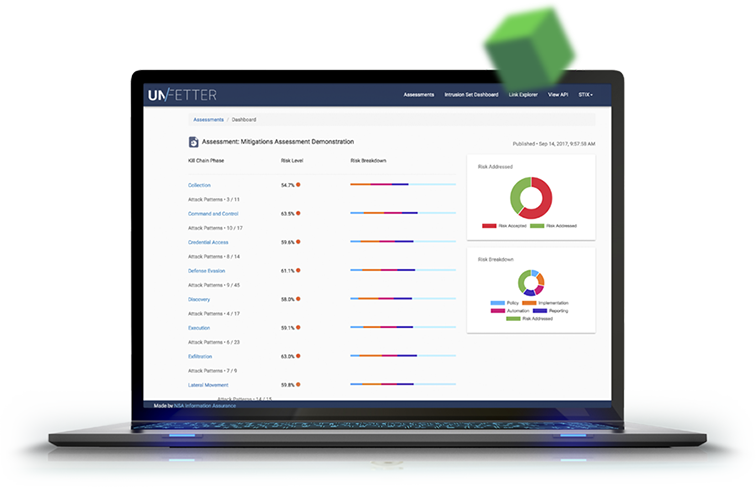 UNFETTER
Assessments Intrusion Set Dashboard Link Explorer View API STIX
Assessments / Dashboard
Assessment: Mitigations Assessment Demonstration
Published • Sep 14, 2017, 9:57:58 AM
Kill Chain Phase Risk Level Risk Breakdown
Collection 54.7%
Attack Patterns • 3 / 11
Command and Control 63.5%
Attack Patterns • 10 / 17
Credential Access 59.6%
Attack Patterns • 8 / 14
Defense Evasion 61.1%
Attack Patterns • 9 / 45
Discovery 58.0%
Attack Patterns • 4 / 17
Execution 59.1%
Attack Patterns • 6 / 23
Exfiltration 63.0%
Attack Patterns • 7 / 9
Lateral Movement 59.8%
Attack Patterns • 14 / 15
Risk Addressed
Risk Accepted Risk Addressed
Risk Breakdown
Policy Implementation
Automation Reporting
Risk Addressed
Made by NSA Information Assurance